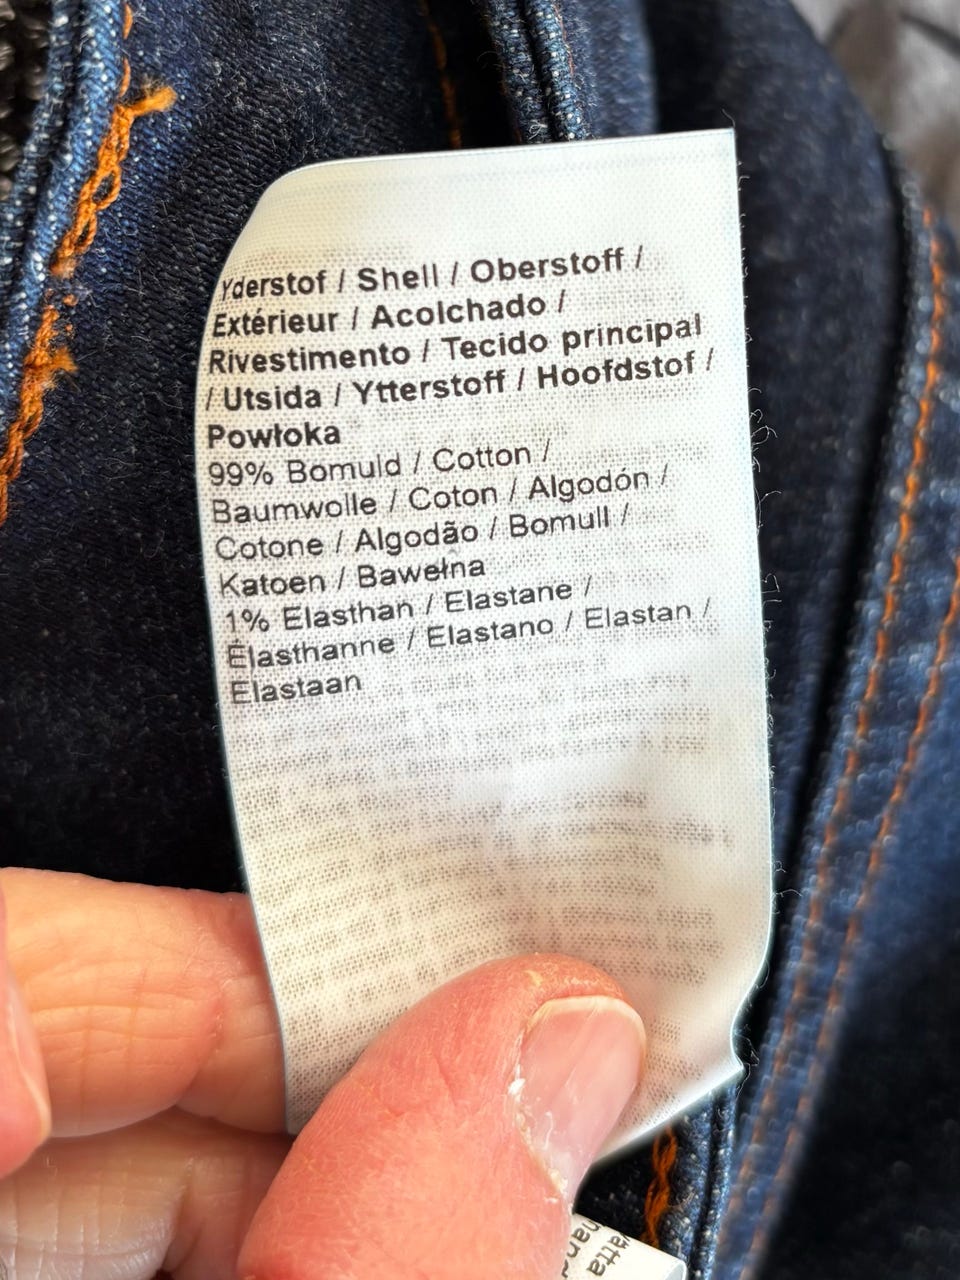 Yderstof / Shell / Oberstoff /
Extérieur / Acolchado /
Rivestimento / Tecido principal
/ Utsida / Ytterstoff / Hoofdstof /
Powłoka
99% Bomuld / Cotton /
Baumwolle / Coton / Algodón /
Cotone / Algodão / Bomull /
Katoen / Bawełna
1% Elasthan / Elastane /
Élasthanne / Elastano / Elastan /
Elastaan